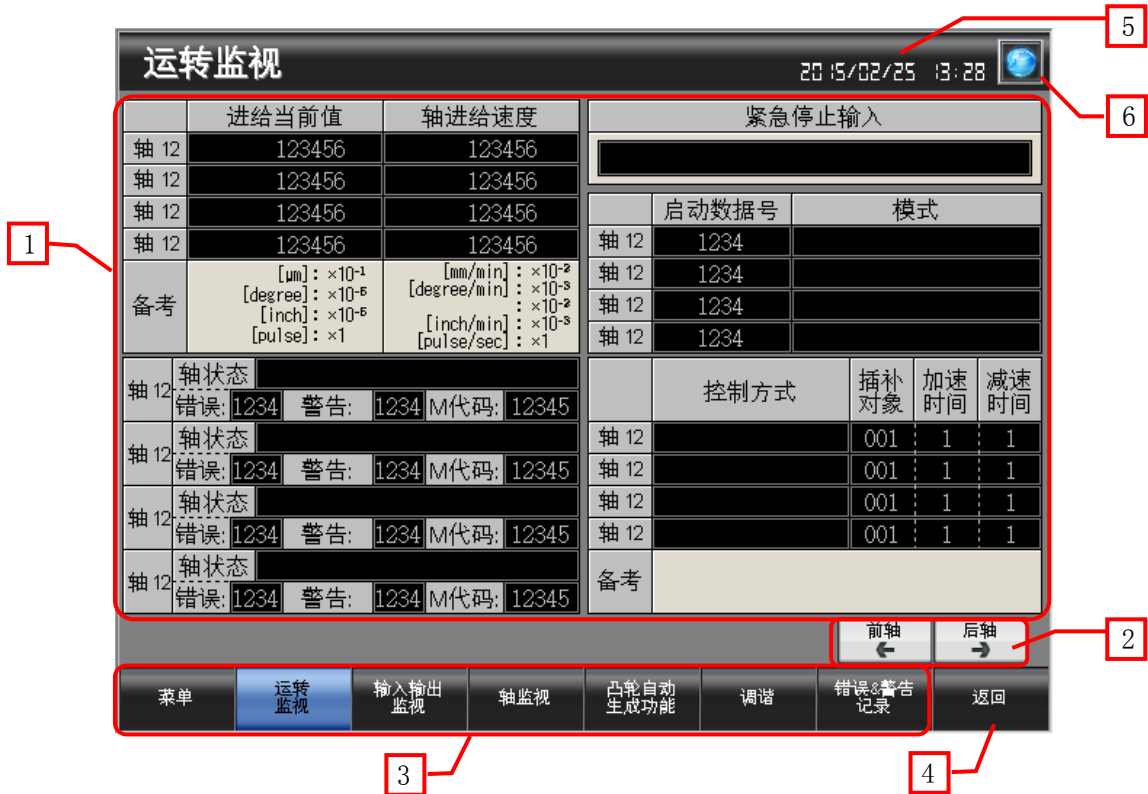 5
运转监视
2015/02/25 13:28
6
进给当前值 轴进给速度
轴 12 123456 123456
轴 12 123456 123456
轴 12 123456 123456
轴 12 123456 123456
备考
[μm]: ×10⁻¹
[degree]: ×10⁻⁵
[inch]: ×10⁻⁵
[pulse]: ×1
[mm/min]: ×10⁻²
[degree/min]: ×10⁻³
: ×10⁻²
[inch/min]: ×10⁻³
[pulse/sec]: ×1
1
轴 12 轴状态
错误: 1234 警告: 1234 M代码: 12345
轴 12 轴状态
错误: 1234 警告: 1234 M代码: 12345
轴 12 轴状态
错误: 1234 警告: 1234 M代码: 12345
轴 12 轴状态
错误: 1234 警告: 1234 M代码: 12345
紧急停止输入
启动数据号 模式
轴 12 1234
轴 12 1234
轴 12 1234
轴 12 1234
控制方式
插补
对象
加速
时间
减速
时间
轴 12 001 1 1
轴 12 001 1 1
轴 12 001 1 1
轴 12 001 1 1
备考
前轴
后轴
2
菜单
运转
监视
输入输出
监视
轴监视
凸轮自动
生成功能
调谐
错误&警告
记录
返回
3
4